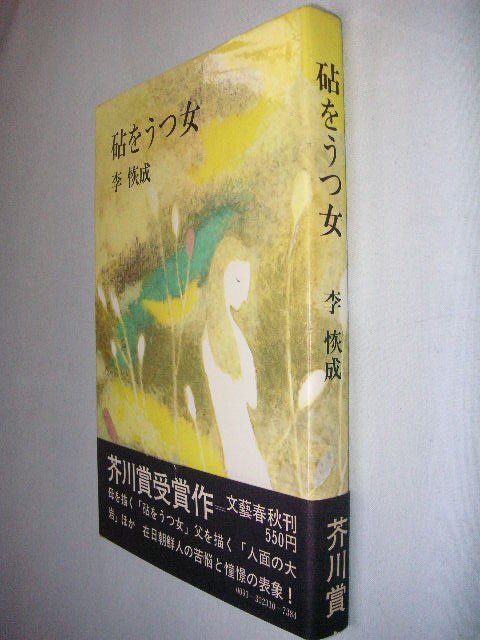 砧をうつ女
李 恢成
芥川賞受賞作=文藝春秋刊
550円
母を描く「砧をうつ女」父を描く「人面の大
岩」ほか 在日朝鮮人の苦悩と憧憬の表象!
0093-302330-7384
砧をうつ女
李 恢成
芥川賞